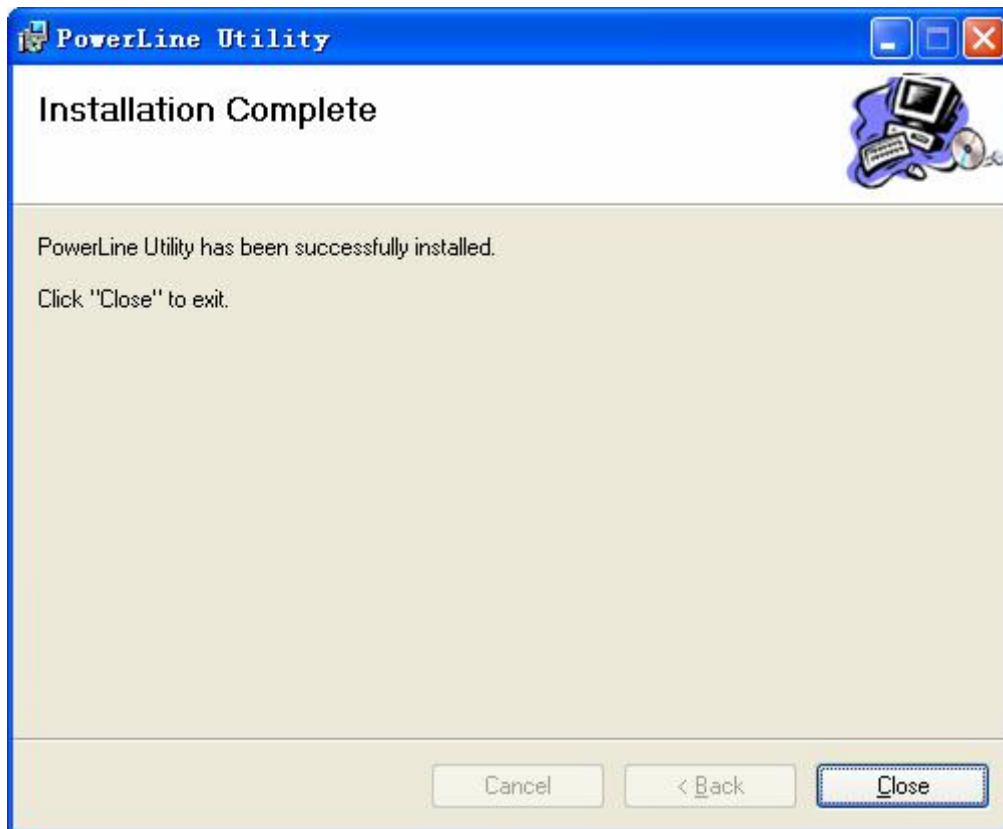 PowerLine Utility
Installation Complete
PowerLine Utility has been successfully installed.
Click "Close" to exit.
Cancel
< Back
Close